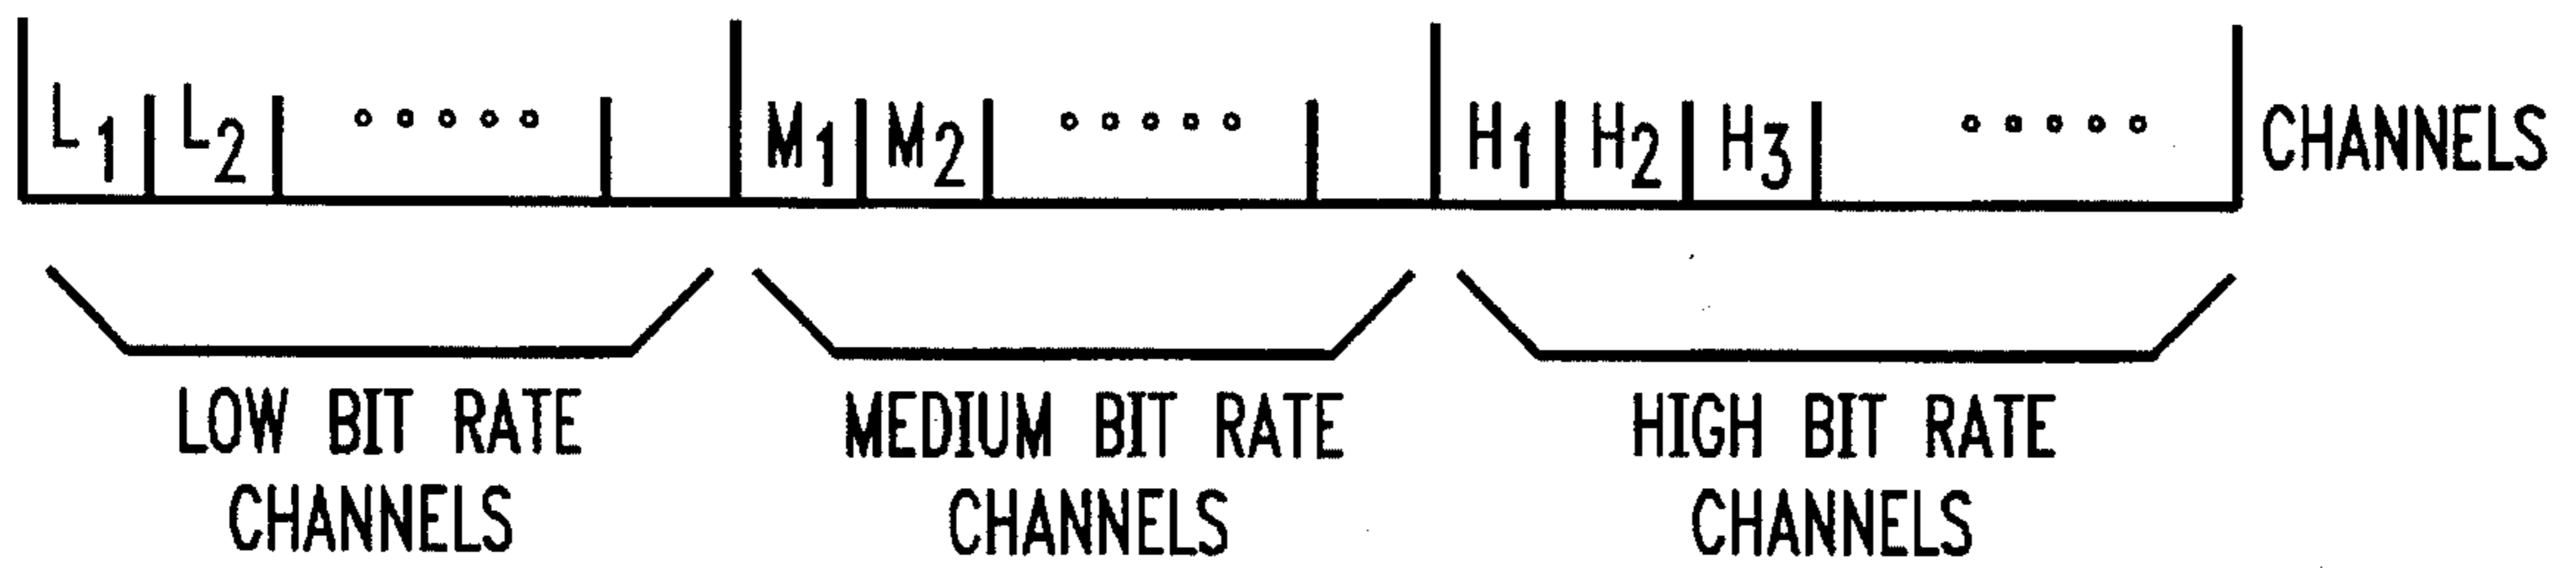 L1 L2 ∘∘∘∘∘ M1 M2 ∘∘∘∘∘ H1 H2 H3 ∘∘∘∘∘ CHANNELS
LOW BIT RATE
CHANNELS
MEDIUM BIT RATE
CHANNELS
HIGH BIT RATE
CHANNELS